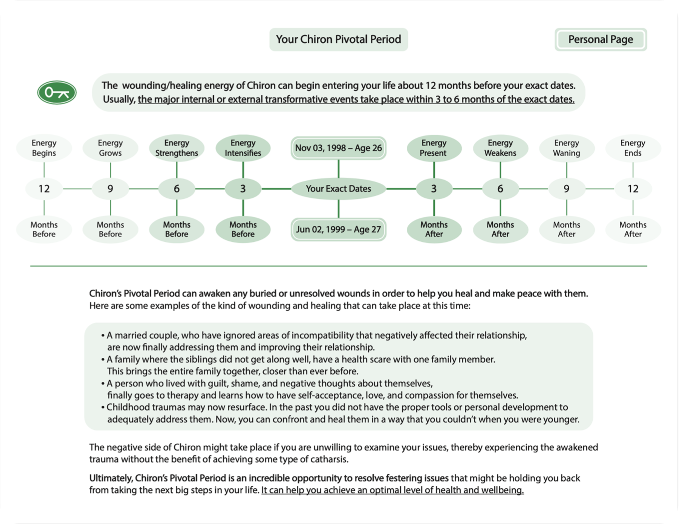 Your Chiron Pivotal Period
Personal Page
The wounding/healing energy of Chiron can begin entering your life about 12 months before your exact dates.
Usually, the major internal or external transformative events take place within 3 to 6 months of the exact dates.
Energy Begins
Energy Grows
Energy Strengthens
Energy Intensifies
Nov 03, 1998 – Age 26
Energy Present
Energy Weakens
Energy Waning
Energy Ends
12
9
6
3
Your Exact Dates
3
6
9
12
Months Before
Months Before
Months Before
Months Before
Jun 02, 1999 – Age 27
Months After
Months After
Months After
Months After
Chiron's Pivotal Period can awaken any buried or unresolved wounds in order to help you heal and make peace with them.
Here are some examples of the kind of wounding and healing that can take place at this time:
• A married couple, who have ignored areas of incompatibility that negatively affected their relationship,
are now finally addressing them and improving their relationship.
• A family where the siblings did not get along well, have a health scare with one family member.
This brings the entire family together, closer than ever before.
• A person who lived with guilt, shame, and negative thoughts about themselves,
finally goes to therapy and learns how to have self-acceptance, love, and compassion for themselves.
• Childhood traumas may now resurface. In the past you did not have the proper tools or personal development to
adequately address them. Now, you can confront and heal them in a way that you couldn't when you were younger.
The negative side of Chiron might take place if you are unwilling to examine your issues, thereby experiencing the awakened
trauma without the benefit of achieving some type of catharsis.
Ultimately, Chiron's Pivotal Period is an incredible opportunity to resolve festering issues that might be holding you back
from taking the next big steps in your life. It can help you achieve an optimal level of health and wellbeing.